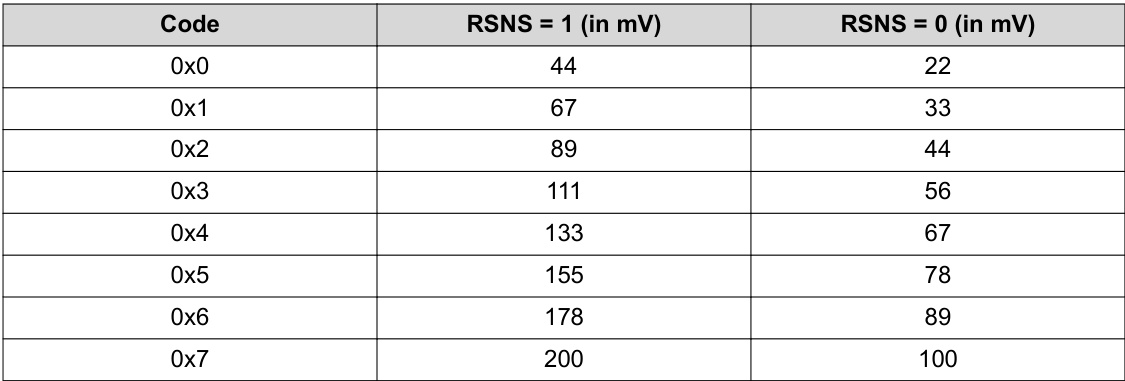 Code RSNS = 1 (in mV) RSNS = 0 (in mV)
0x0 44 22
0x1 67 33
0x2 89 44
0x3 111 56
0x4 133 67
0x5 155 78
0x6 178 89
0x7 200 100